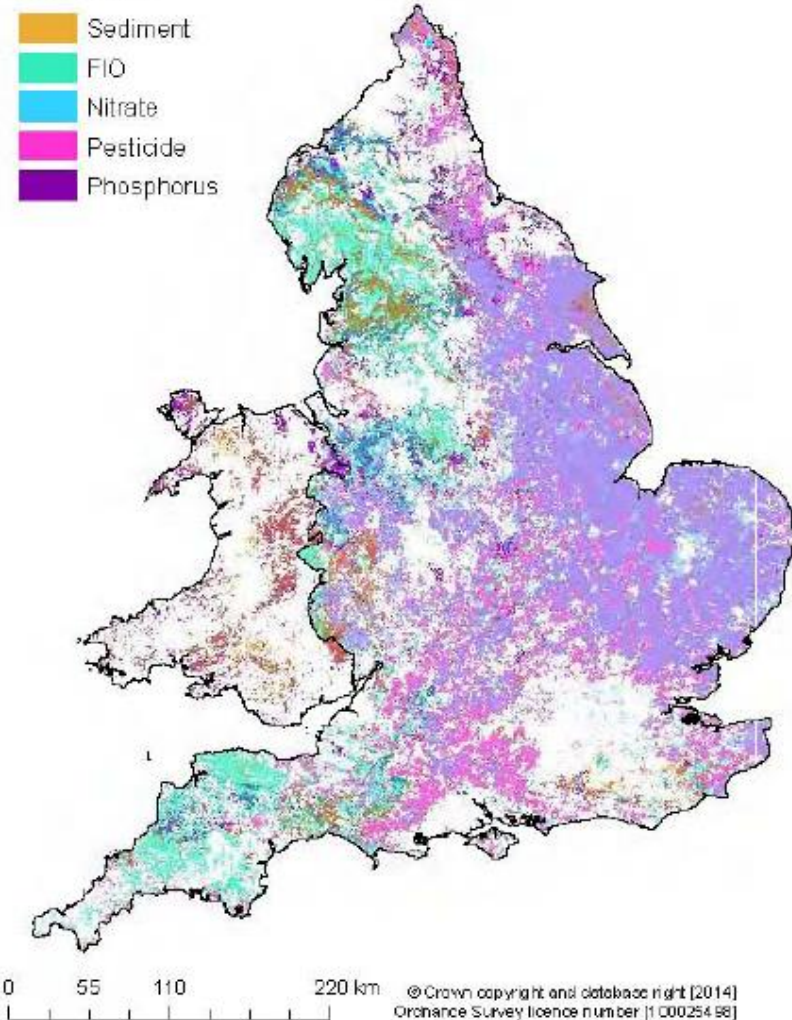 Sediment
FIO
Nitrate
Pesticide
Phosphorus
0 55 110 220 km
© Crown copyright and database right [2014]
Ordnance Survey licence number [100025498]